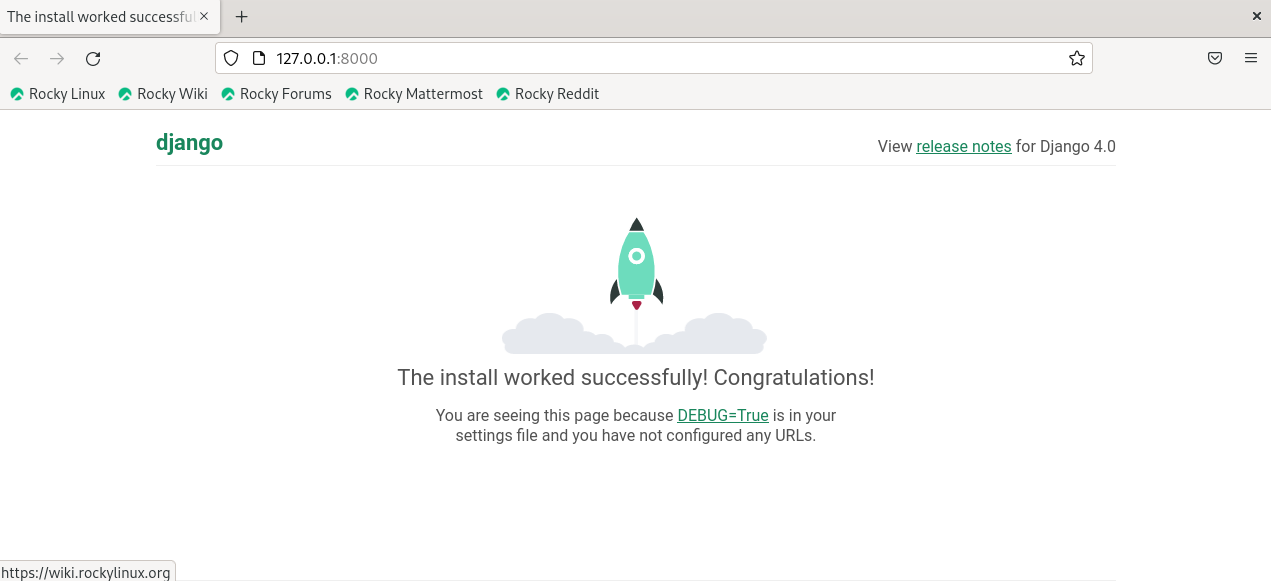 The install worked successful
127.0.0.1:8000
Rocky Linux Rocky Wiki Rocky Forums Rocky Mattermost Rocky Reddit
django
View release notes for Django 4.0
The install worked successfully! Congratulations!
You are seeing this page because DEBUG=True is in your
settings file and you have not configured any URLs.
https://wiki.rockylinux.org